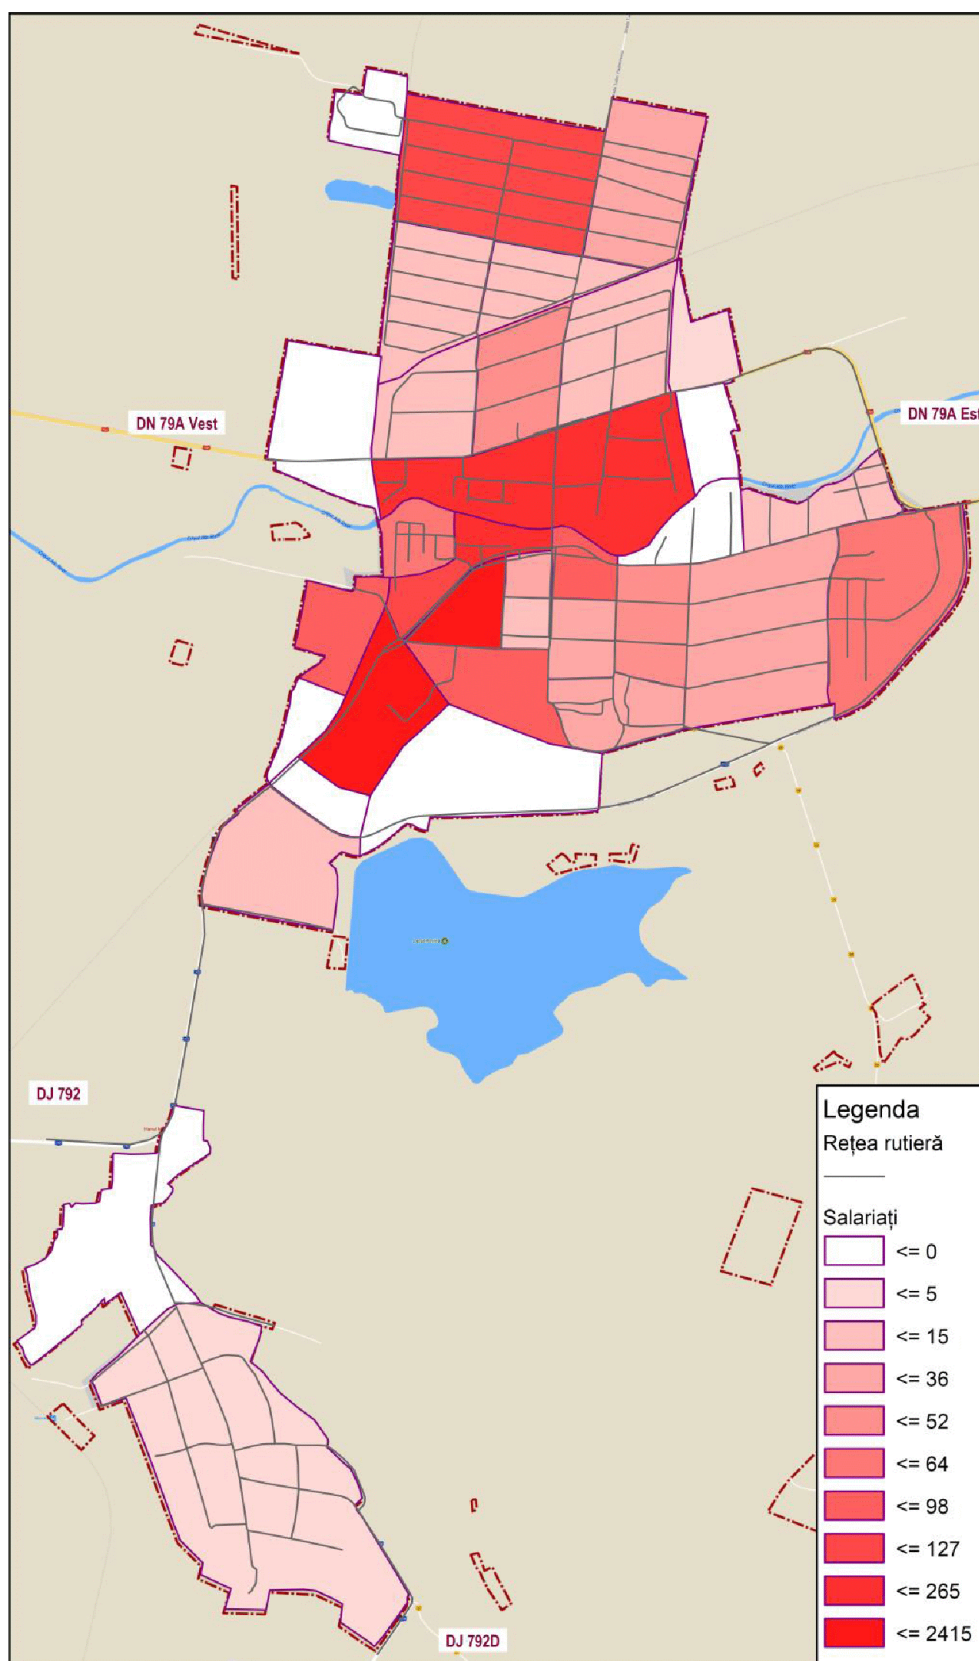 DN 79A Vest
DN 79A Est
DJ 792
Legenda
Rețea rutieră
Salariați
<= 0
<= 5
<= 15
<= 36
<= 52
<= 64
<= 98
<= 127
<= 265
<= 2415
DJ 792D